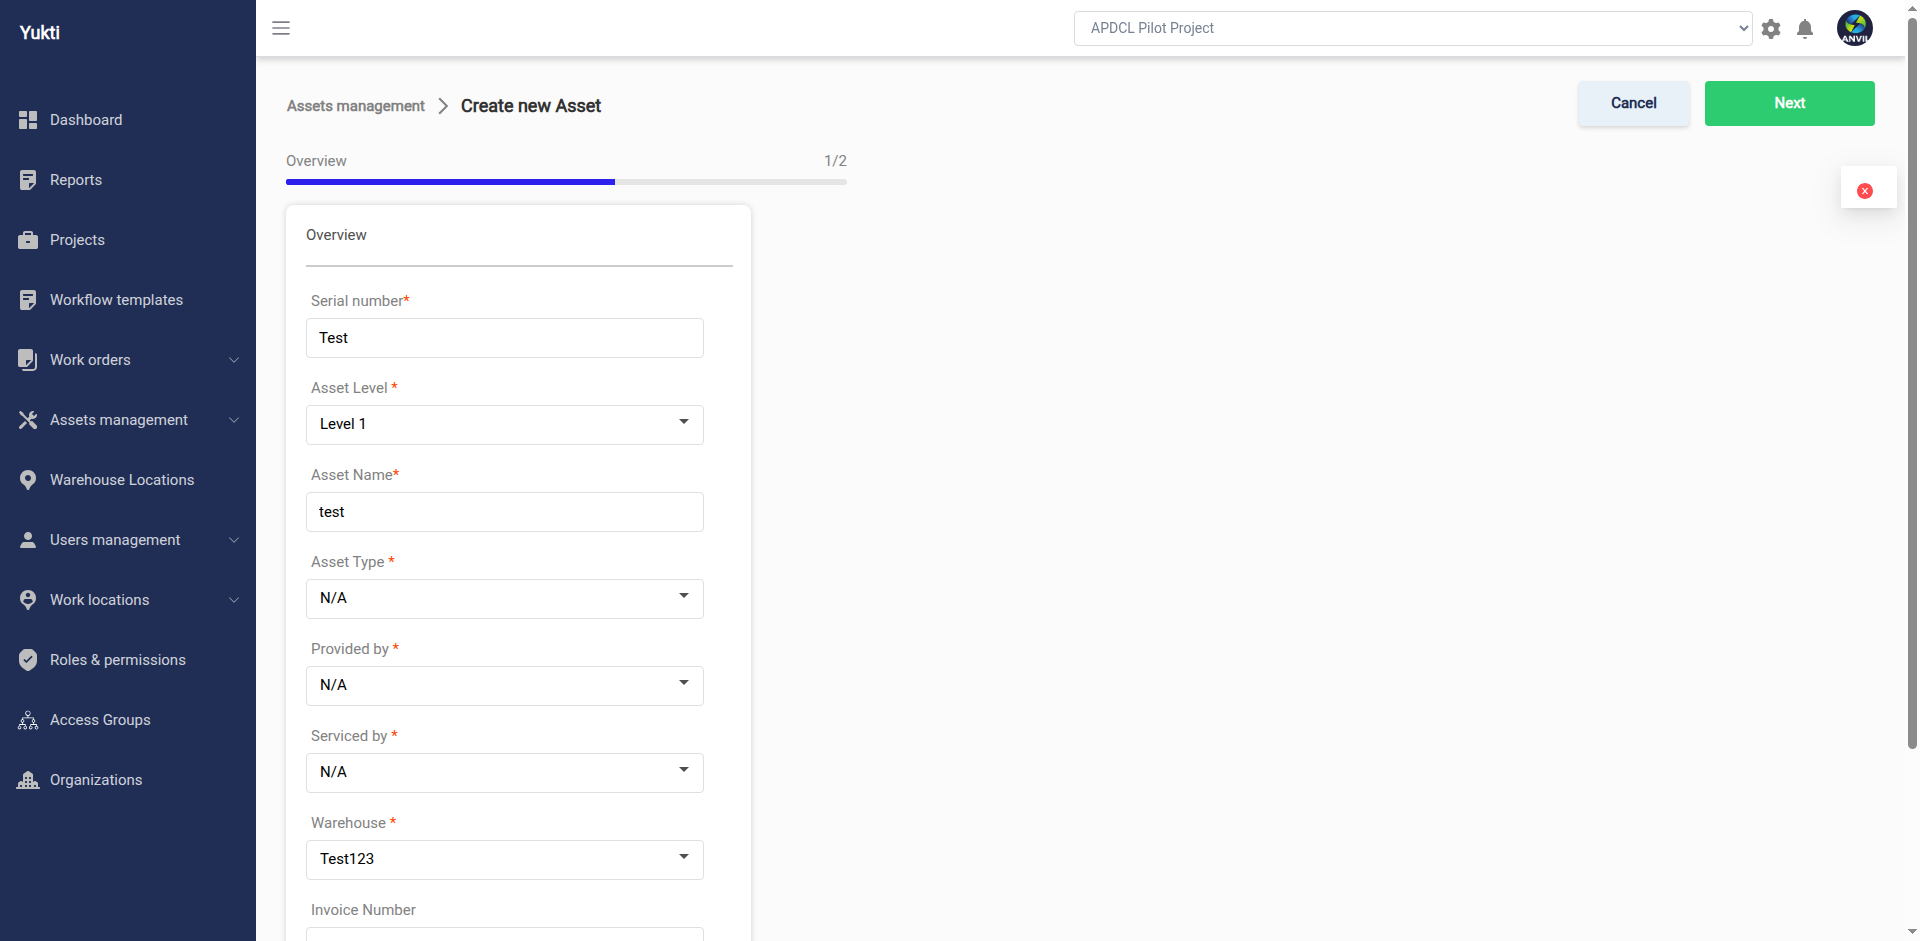 Yukti
APDCL Pilot Project
ANVIL
Dashboard
Reports
Projects
Workflow templates
Work orders
Assets management
Warehouse Locations
Users management
Work locations
Roles & permissions
Access Groups
Organizations
Assets management > Create new Asset
Cancel
Next
Overview 1/2
Overview
Serial number*
Test
Asset Level *
Level 1
Asset Name*
test
Asset Type *
N/A
Provided by *
N/A
Serviced by *
N/A
Warehouse *
Test123
Invoice Number